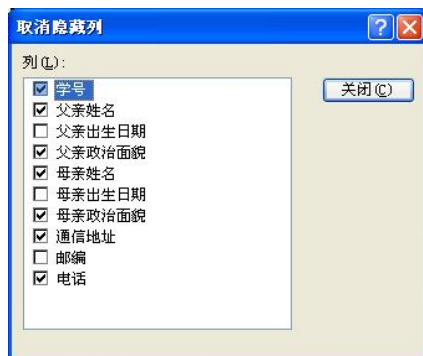 取消隐藏列
列(L):
学号
关闭(C)
父亲姓名
父亲出生日期
父亲政治面貌
母亲姓名
母亲出生日期
母亲政治面貌
通信地址
邮编
电话